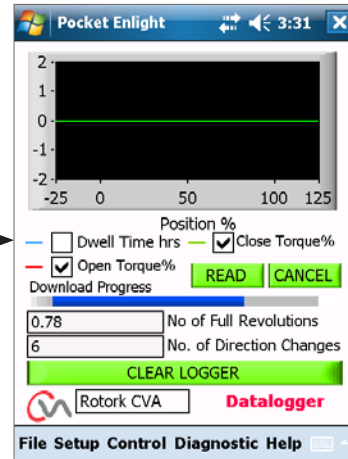 Pocket Enlight 3:31
2
1
0
-1
-2
-25 0 50 100 125
Position %
Dwell Time hrs Close Torque%
Open Torque% READ CANCEL
Download Progress
0.78 No of Full Revolutions
6 No. of Direction Changes
CLEAR LOGGER
Rotork CVA Datalogger
File Setup Control Diagnostic Help